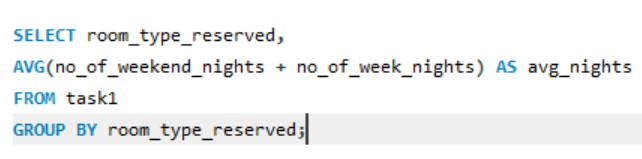 SELECT room_type_reserved,
AVG(no_of_weekend_nights + no_of_week_nights) AS avg_nights
FROM task1
GROUP BY room_type_reserved;